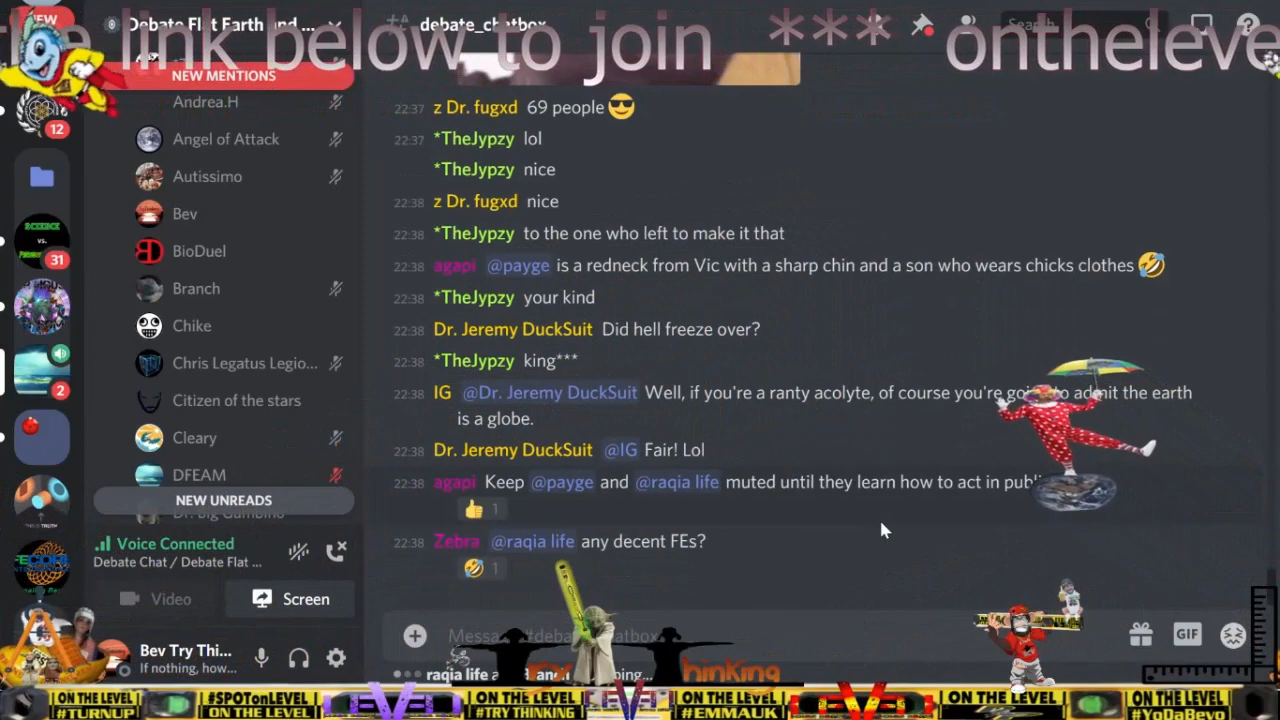 NEW
Debate Flat Earth and ...
debate_chatbox
Search
link below to join *** ontheleve
NEW MENTIONS
Andrea.H
12
Angel of Attack
Autissimo
Bev
BioDuel
31
Branch
Chike
Chris Legatus Legio...
2
Citizen of the stars
Cleary
DFEAM
NEW UNREADS
Voice Connected
Debate Chat / Debate Flat ...
Video
Screen
Bev Try Thi...
If nothing, how...
22:37 z Dr. fugxd 69 people 😎
22:37 *TheJypzy lol
*TheJypzy nice
22:38 z Dr. fugxd nice
22:38 *TheJypzy to the one who left to make it that
22:38 agapi @payge is a redneck from Vic with a sharp chin and a son who wears chicks clothes 🤣
22:38 *TheJypzy your kind
22:38 Dr. Jeremy DuckSuit Did hell freeze over?
22:38 *TheJypzy king***
22:38 IG @Dr. Jeremy DuckSuit Well, if you're a ranty acolyte, of course you're going to admit the earth
is a globe.
22:38 Dr. Jeremy DuckSuit @IG Fair! Lol
22:38 agapi Keep @payge and @raqia life muted until they learn how to act in publi
👍 1
22:38 Zebra @raqia life any decent FEs?
🤣 1
GIF
raqia life
hinKing
ON THE LEVEL
#TURNUP
#SPOTonLEVEL
ON THE LEVEL
ON THE LEVEL
#TRY THINKING
ON THE LEVEL
#EMMAUK
ON THE LEVEL
ON THE LEVEL
#YoDaBevo